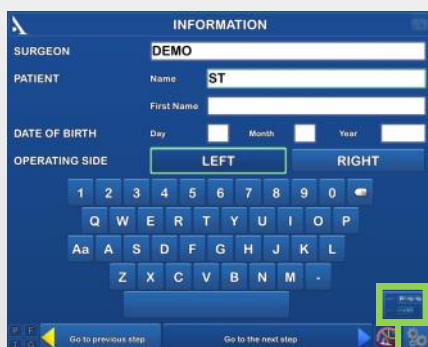 INFORMATION
SURGEON DEMO
PATIENT Name ST
First Name
DATE OF BIRTH Day Month Year
OPERATING SIDE LEFT RIGHT
1 2 3 4 5 6 7 8 9 0
Q W E R T Y U I O P
Aa A S D F G H J K L
Z X C V B N M -
P F
Go to previous step Go to the next step